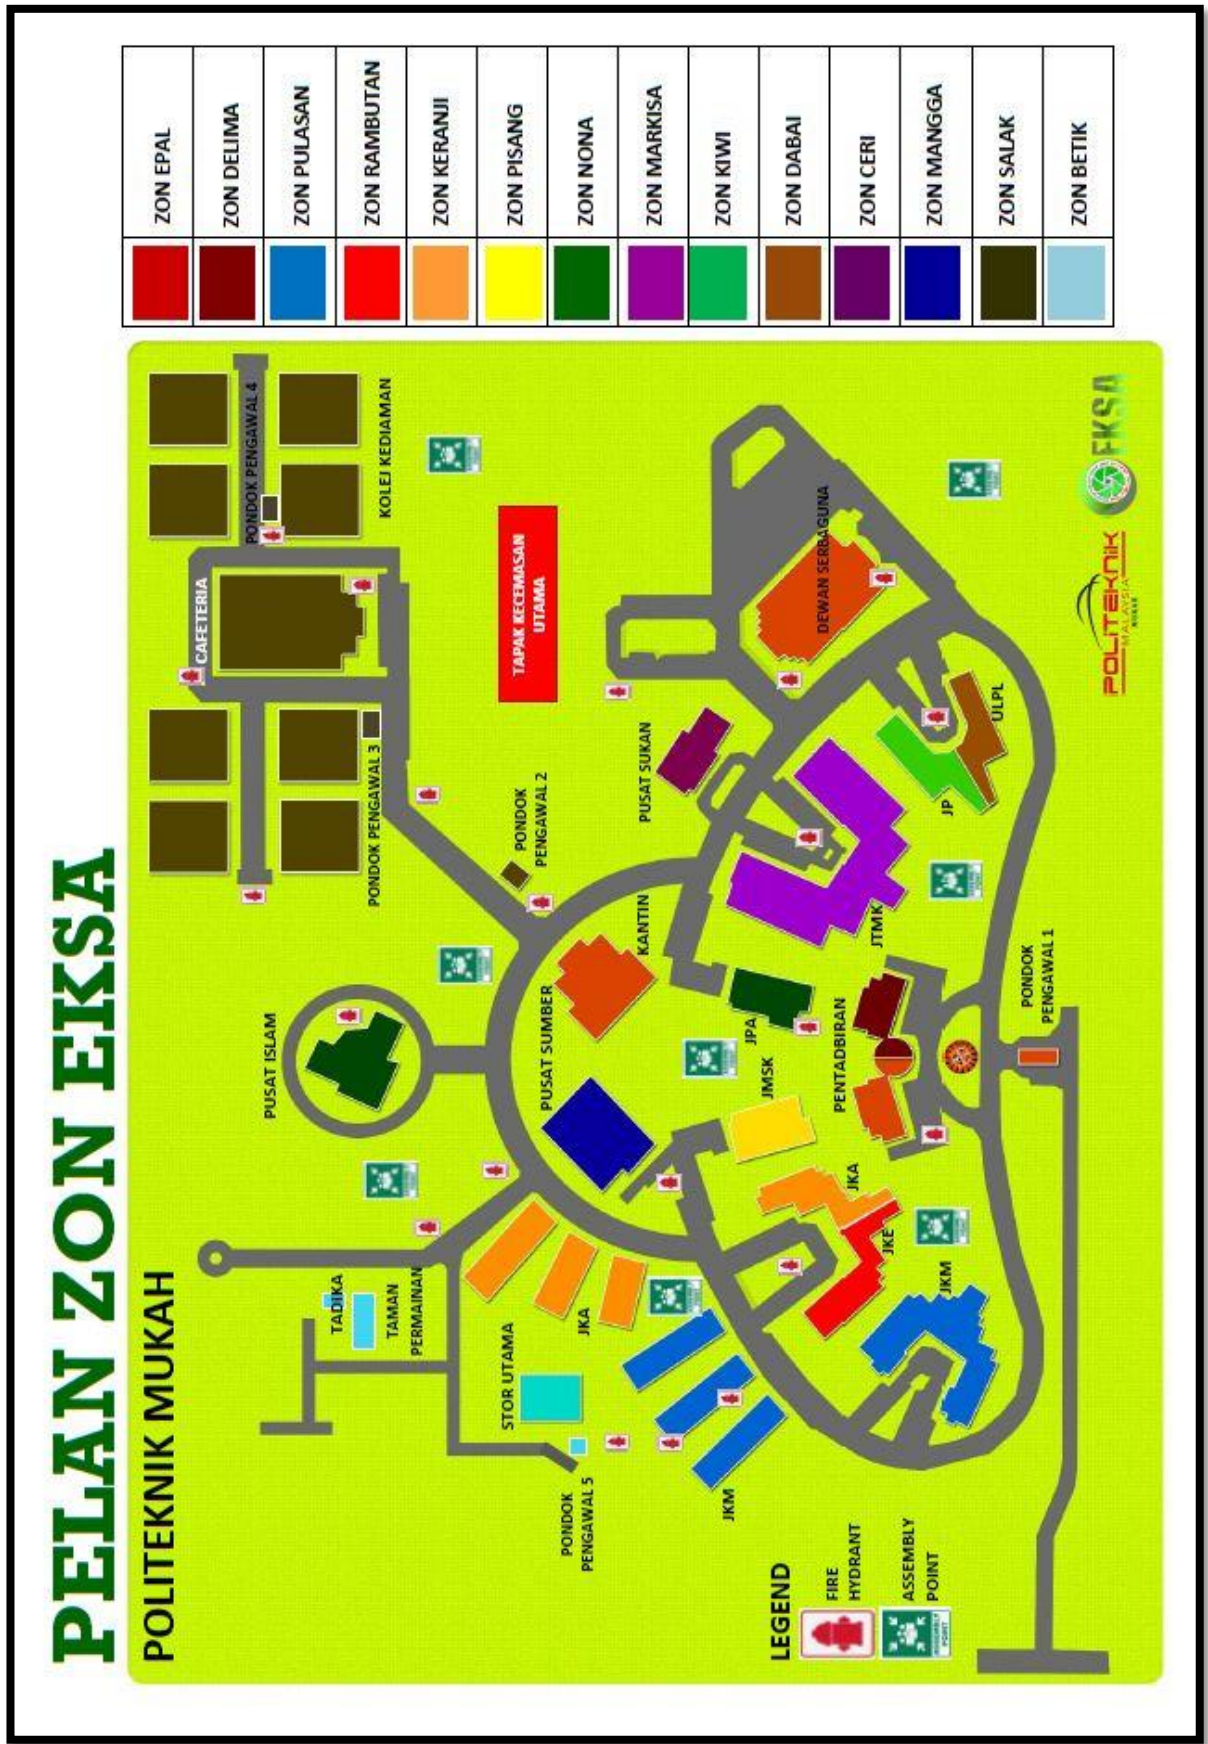 PELAN ZON EKSA
POLITEKNIK MUKAH
ZON EPAL
ZON DELIMA
ZON PULASAN
ZON RAMBUTAN
ZON KERANJI
ZON PISANG
ZON NONA
ZON MARKISA
ZON KIWI
ZON DABAI
ZON CERI
ZON MANGGA
ZON SALAK
ZON BETIK
PONDOK PENGAWAL 4
KOLEJ KEDIAMAN
CAFETERIA
PONDOK PENGAWAL 3
TAPAK KECEMASAN
UTAMA
PUSAT ISLAM
PONDOK
PENGAWAL 2
PUSAT SUKAN
DEWAN SERBAGUNA
KANTIN
PUSAT SUMBER
JTMK
JP
ULPL
JPA
JMSK
PENTADBIRAN
PONDOK
PENGAWAL 1
TADIKA
TAMAN
PERMAINAN
JKA
STOR UTAMA
JKA
JKE
JKM
JKM
PONDOK
PENGAWAL 5
LEGEND
FIRE
HYDRANT
ASSEMBLY
POINT
ASSEMBLY
POINT
POLITEKNIK
MALAYSIA
MUKAH
EKSA